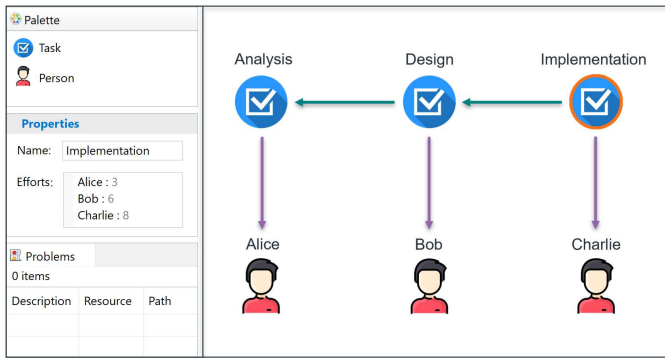 Palette
Task
Person
Properties
Name: Implementation
Efforts: Alice : 3
Bob : 6
Charlie : 8
Problems
0 items
Description Resource Path
Analysis Design Implementation
Alice Bob Charlie